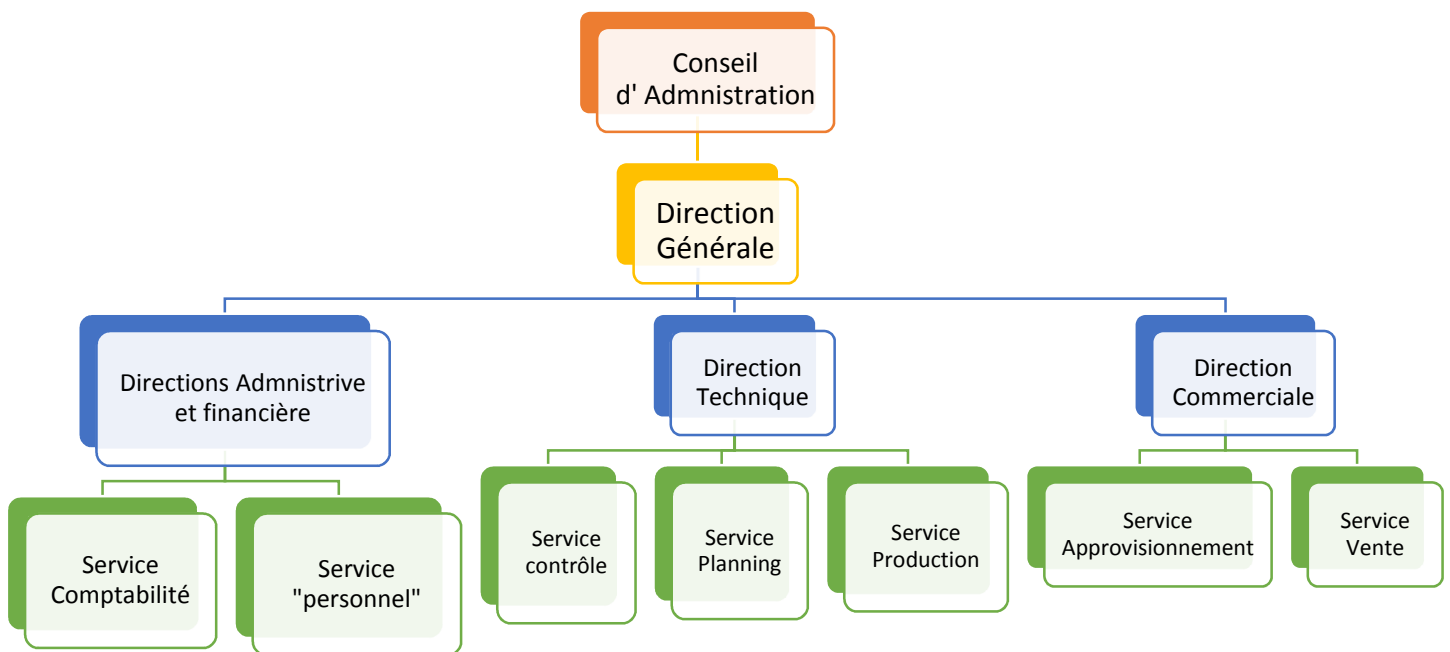 Conseil
d' Admnistration
Direction
Générale
Directions Admnistrive
et financière
Direction
Technique
Direction
Commerciale
Service
Comptabilité
Service
"personnel"
Service
contrôle
Service
Planning
Service
Production
Service
Approvisionnement
Service
Vente